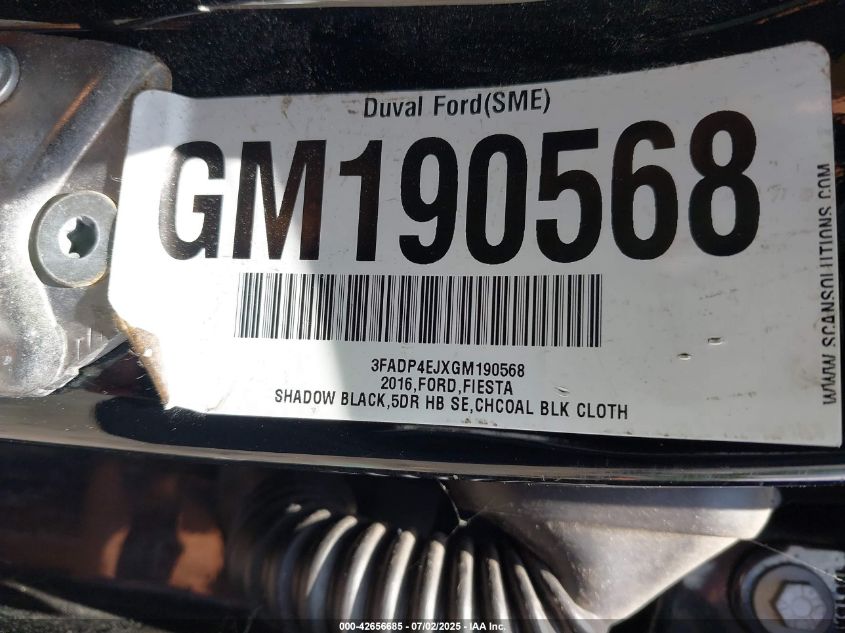 Duval Ford(SME)
GM190568
3FADP4EJXGM190568
2016,FORD,FIESTA
SHADOW BLACK,5DR HB SE,CHCOAL BLK CLOTH
WWW.SCANSOLUTIONS.COM
000-42656685 - 07/02/2025 - IAA Inc.